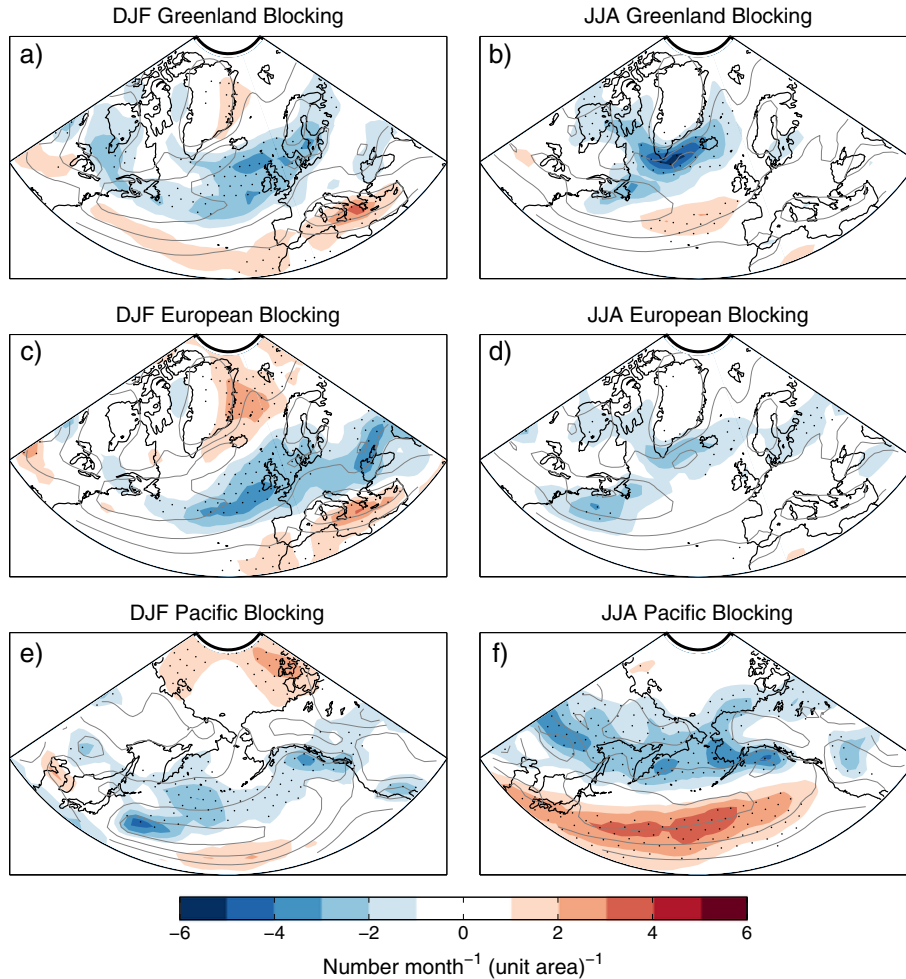 DJF Greenland Blocking
JJA Greenland Blocking
a)
b)
DJF European Blocking
JJA European Blocking
c)
d)
DJF Pacific Blocking
JJA Pacific Blocking
e)
f)
−6 −4 −2 0 2 4 6
Number month⁻¹ (unit area)⁻¹